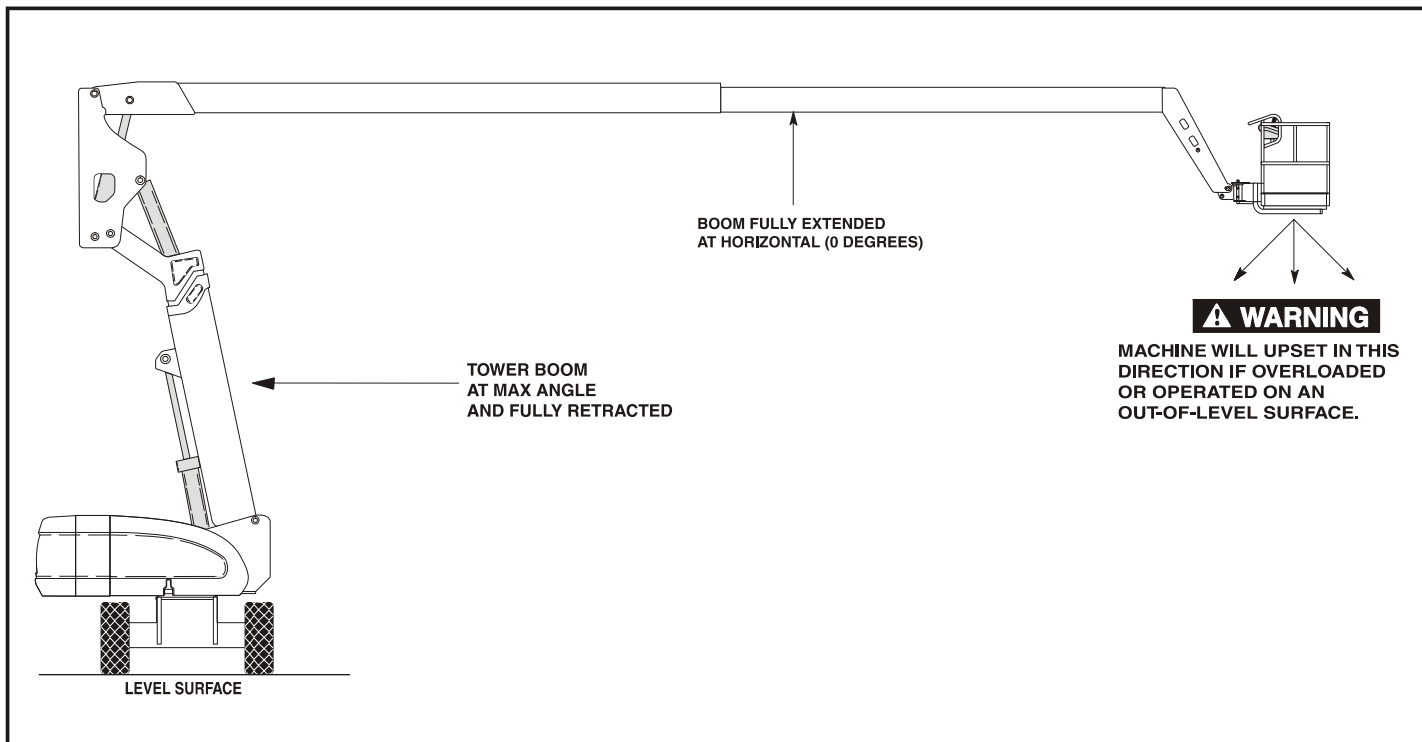 BOOM FULLY EXTENDED
AT HORIZONTAL (0 DEGREES)
WARNING
MACHINE WILL UPSET IN THIS
DIRECTION IF OVERLOADED
OR OPERATED ON AN
OUT-OF-LEVEL SURFACE.
TOWER BOOM
AT MAX ANGLE
AND FULLY RETRACTED
LEVEL SURFACE